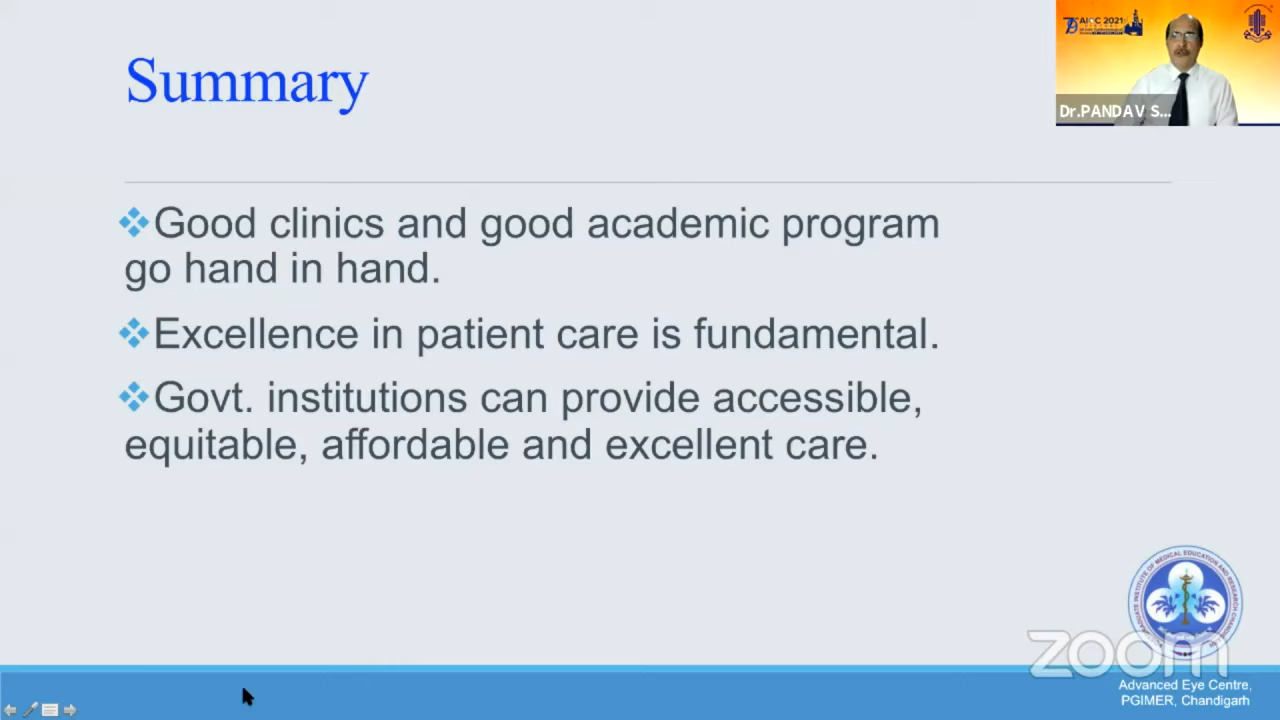 Summary
Good clinics and good academic program
go hand in hand.
Excellence in patient care is fundamental.
Govt. institutions can provide accessible,
equitable, affordable and excellent care.
AIOC 2021
Dr.PANDAV S...
zoom
Advanced Eye Centre,
PGIMER, Chandigarh